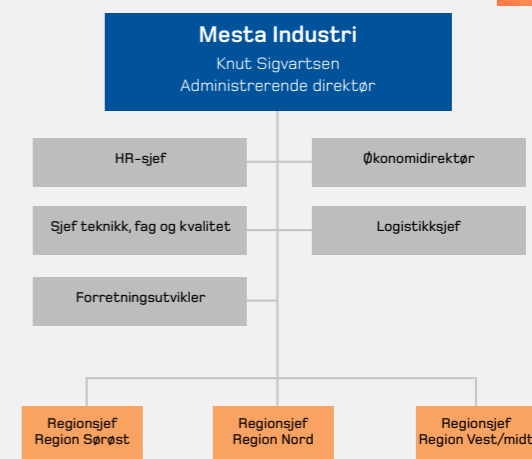 Mesta Industri
Knut Sigvartsen
Administrerende direktør
HR-sjef
Økonomidirektør
Sjef teknikk, fag og kvalitet
Logistikksjef
Forretningsutvikler
Regionsjef
Region Sørøst
Regionsjef
Region Nord
Regionsjef
Region Vest/midt